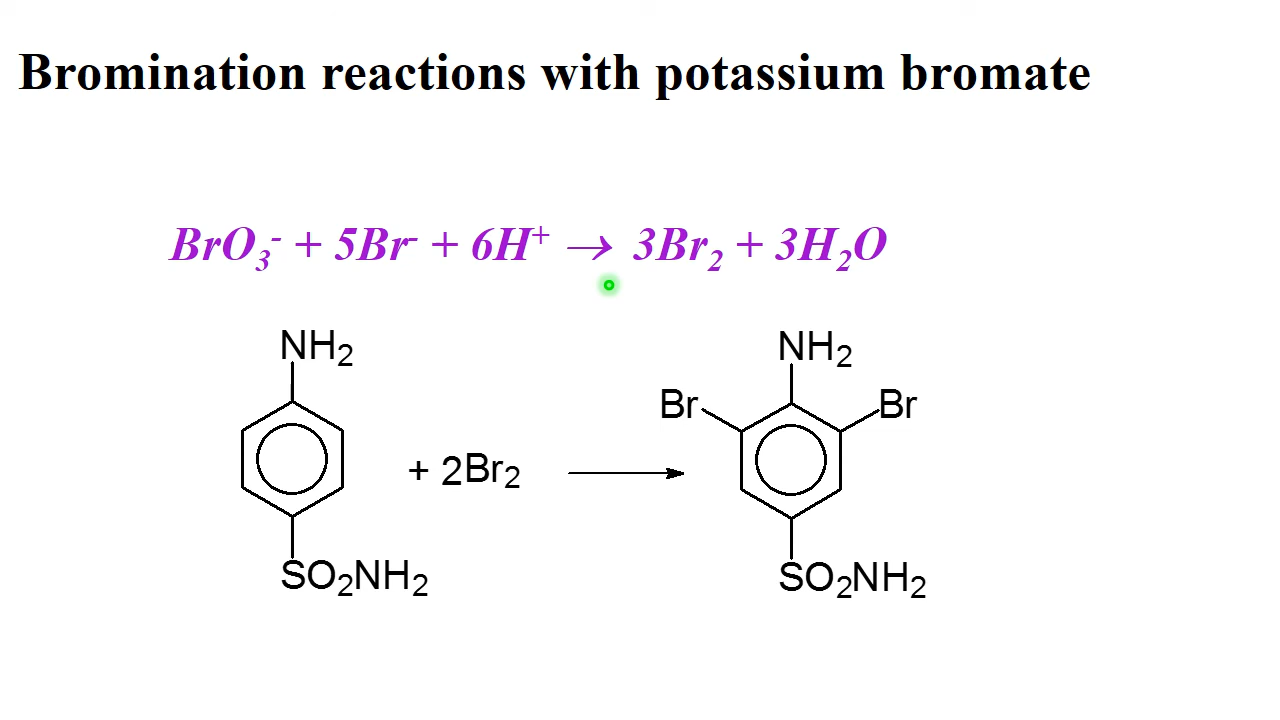 Bromination reactions with potassium bromate
BrO₃⁻ + 5Br⁻ + 6H⁺ → 3Br₂ + 3H₂O
NH₂ NH₂
Br Br
+ 2Br₂
SO₂NH₂ SO₂NH₂